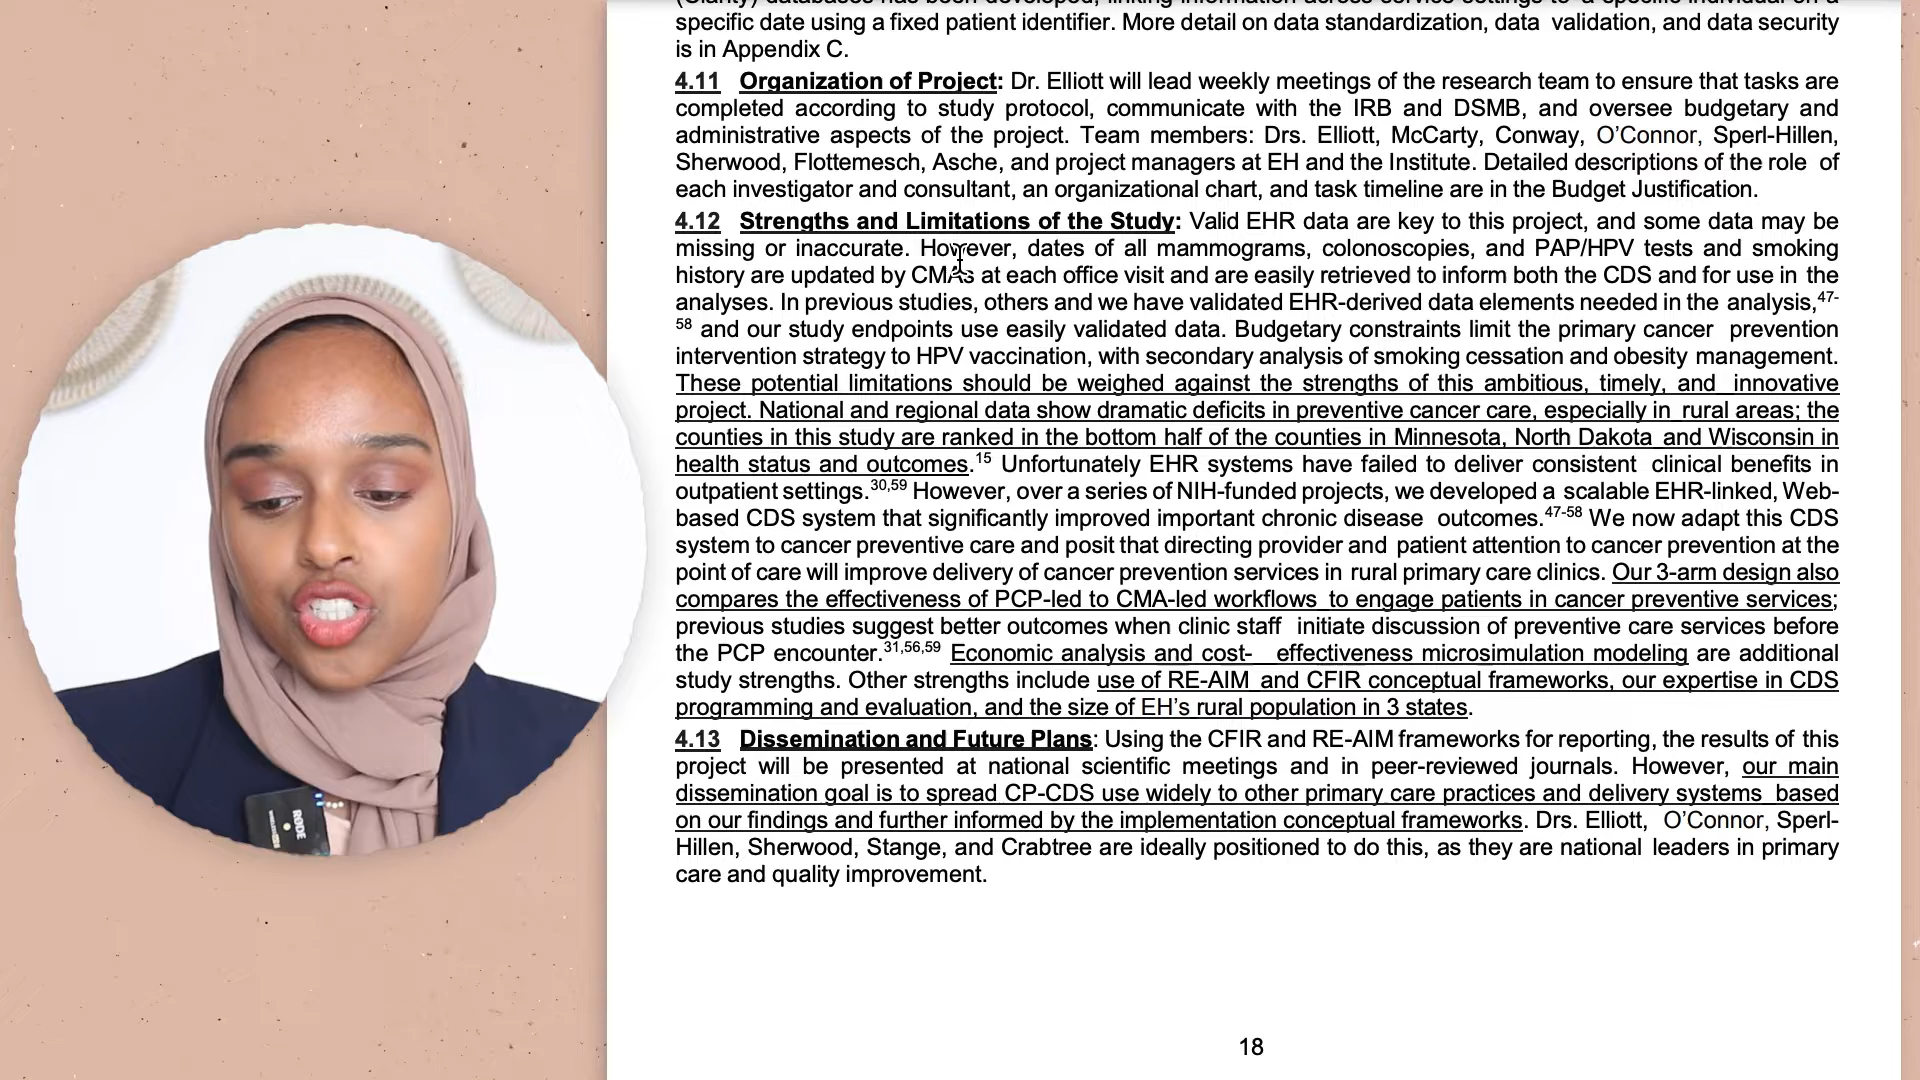 specific date using a fixed patient identifier. More detail on data standardization, data validation, and data security
is in Appendix C.
4.11 Organization of Project: Dr. Elliott will lead weekly meetings of the research team to ensure that tasks are
completed according to study protocol, communicate with the IRB and DSMB, and oversee budgetary and
administrative aspects of the project. Team members: Drs. Elliott, McCarty, Conway, O’Connor, Sperl-Hillen,
Sherwood, Flottemesch, Asche, and project managers at EH and the Institute. Detailed descriptions of the role of
each investigator and consultant, an organizational chart, and task timeline are in the Budget Justification.
4.12 Strengths and Limitations of the Study: Valid EHR data are key to this project, and some data may be
missing or inaccurate. However, dates of all mammograms, colonoscopies, and PAP/HPV tests and smoking
history are updated by CMAs at each office visit and are easily retrieved to inform both the CDS and for use in the
analyses. In previous studies, others and we have validated EHR-derived data elements needed in the analysis,47-
58 and our study endpoints use easily validated data. Budgetary constraints limit the primary cancer prevention
intervention strategy to HPV vaccination, with secondary analysis of smoking cessation and obesity management.
These potential limitations should be weighed against the strengths of this ambitious, timely, and innovative
project. National and regional data show dramatic deficits in preventive cancer care, especially in rural areas; the
counties in this study are ranked in the bottom half of the counties in Minnesota, North Dakota and Wisconsin in
health status and outcomes.15 Unfortunately EHR systems have failed to deliver consistent clinical benefits in
outpatient settings.30,59 However, over a series of NIH-funded projects, we developed a scalable EHR-linked, Web-
based CDS system that significantly improved important chronic disease outcomes.47-58 We now adapt this CDS
system to cancer preventive care and posit that directing provider and patient attention to cancer prevention at the
point of care will improve delivery of cancer prevention services in rural primary care clinics. Our 3-arm design also
compares the effectiveness of PCP-led to CMA-led workflows to engage patients in cancer preventive services;
previous studies suggest better outcomes when clinic staff initiate discussion of preventive care services before
the PCP encounter.31,56,59 Economic analysis and cost- effectiveness microsimulation modeling are additional
study strengths. Other strengths include use of RE-AIM and CFIR conceptual frameworks, our expertise in CDS
programming and evaluation, and the size of EH’s rural population in 3 states.
4.13 Dissemination and Future Plans: Using the CFIR and RE-AIM frameworks for reporting, the results of this
project will be presented at national scientific meetings and in peer-reviewed journals. However, our main
dissemination goal is to spread CP-CDS use widely to other primary care practices and delivery systems based
on our findings and further informed by the implementation conceptual frameworks. Drs. Elliott, O’Connor, Sperl-
Hillen, Sherwood, Stange, and Crabtree are ideally positioned to do this, as they are national leaders in primary
care and quality improvement.
18
RODE